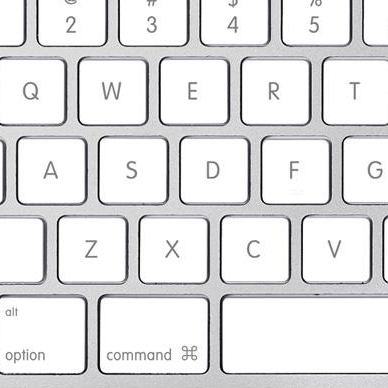 @ # $ %
2 3 4 5
Q W E R T
A S D F G
Z X C V
alt
option command ⌘